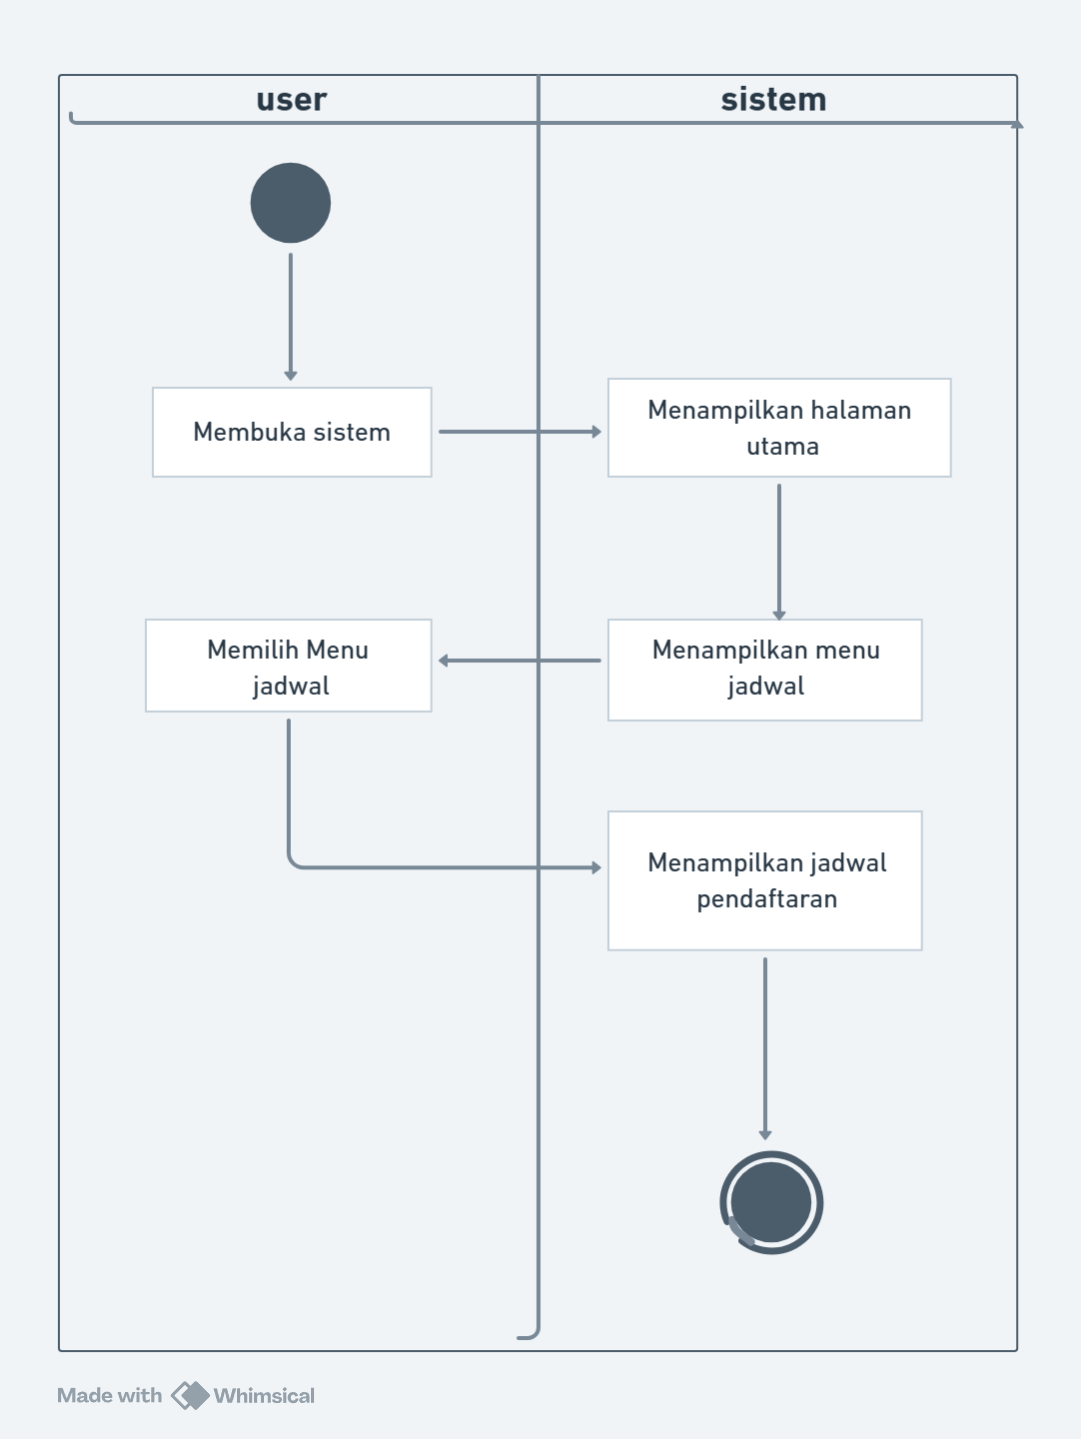 user
sistem
Membuka sistem
Menampilkan halaman
utama
Menampilkan menu
jadwal
Memilih Menu
jadwal
Menampilkan jadwal
pendaftaran
Made with Whimsical